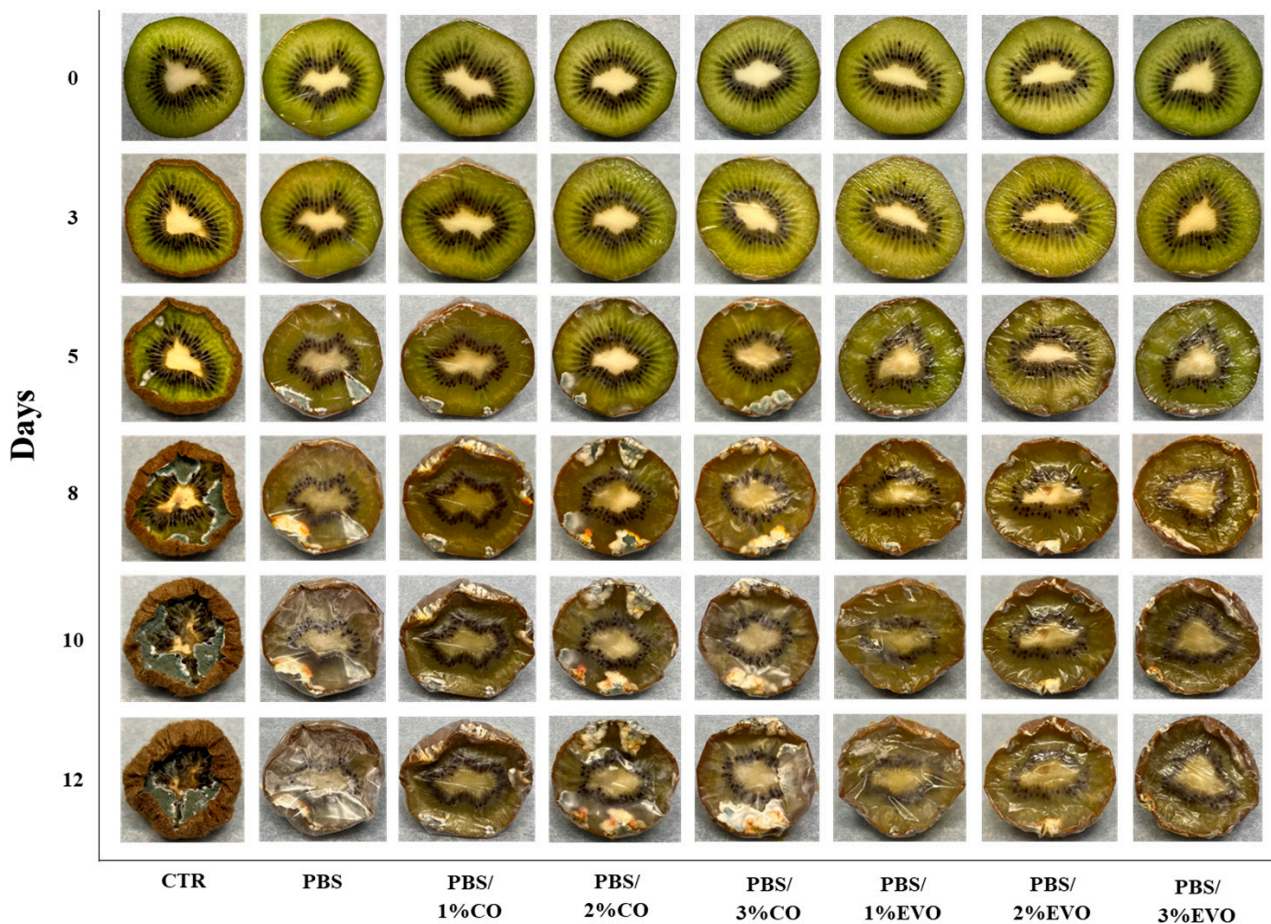 Days
0
3
5
8
10
12
CTR
PBS
PBS/
1%CO
PBS/
2%CO
PBS/
3%CO
PBS/
1%EVO
PBS/
2%EVO
PBS/
3%EVO